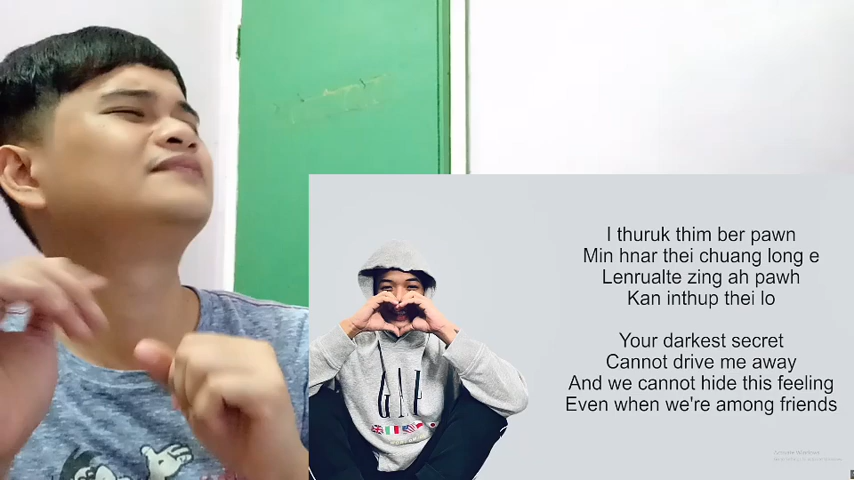 I thuruk thim ber pawn
Min hnar thei chuang long e
Lenrualte zing ah pawh
Kan inthup thei lo
Your darkest secret
Cannot drive me away
And we cannot hide this feeling
Even when we're among friends
GAP